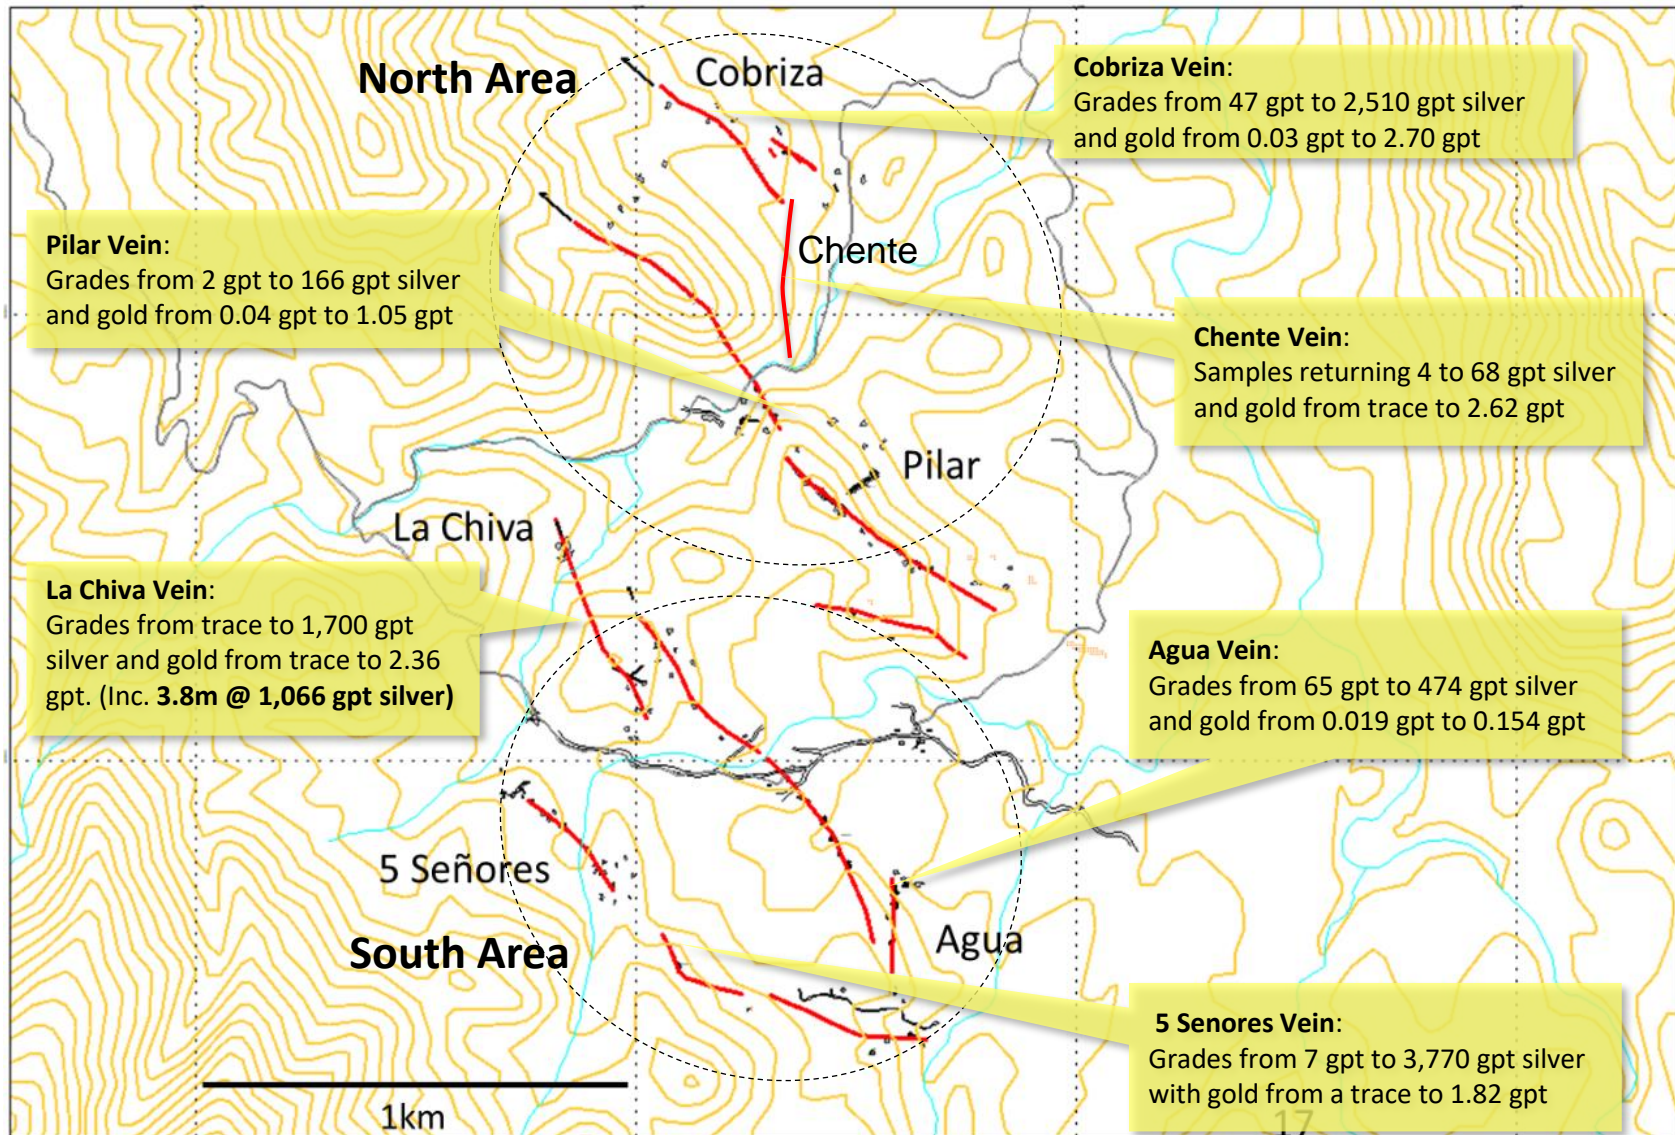 North Area
Cobriza
Cobriza Vein:
Grades from 47 gpt to 2,510 gpt silver
and gold from 0.03 gpt to 2.70 gpt
Pilar Vein:
Grades from 2 gpt to 166 gpt silver
and gold from 0.04 gpt to 1.05 gpt
Chente
Chente Vein:
Samples returning 4 to 68 gpt silver
and gold from trace to 2.62 gpt
Pilar
La Chiva
La Chiva Vein:
Grades from trace to 1,700 gpt
silver and gold from trace to 2.36
gpt. (Inc. 3.8m @ 1,066 gpt silver)
Agua Vein:
Grades from 65 gpt to 474 gpt silver
and gold from 0.019 gpt to 0.154 gpt
5 Señores
South Area
Agua
5 Senores Vein:
Grades from 7 gpt to 3,770 gpt silver
with gold from a trace to 1.82 gpt
1km
17